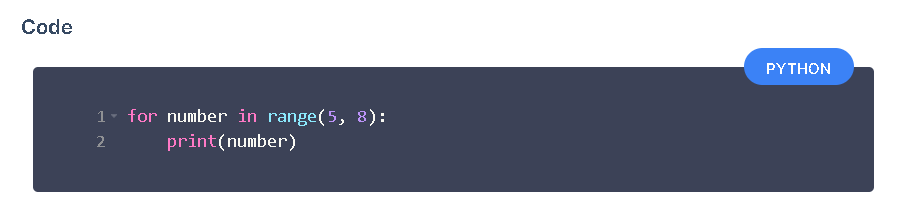 Code
PYTHON
1 for number in range(5, 8):
2     print(number)